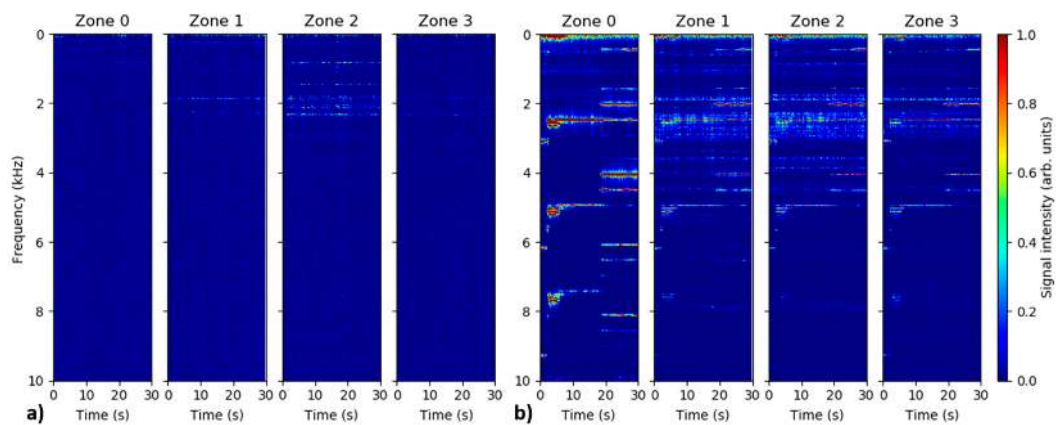 Zone 0 Zone 1 Zone 2 Zone 3 Zone 0 Zone 1 Zone 2 Zone 3
0 0 1.0
2 2 0.8
4 4 0.6
6 6 0.4
8 8 0.2
10 10 0.0
Frequency (kHz)
Signal intensity (arb. units)
0 10 20 30 0 10 20 30 0 10 20 30 0 10 20 30 0 10 20 30 0 10 20 30 0 10 20 30 0 10 20 30
a) Time (s) Time (s) Time (s) Time (s) b) Time (s) Time (s) Time (s) Time (s)